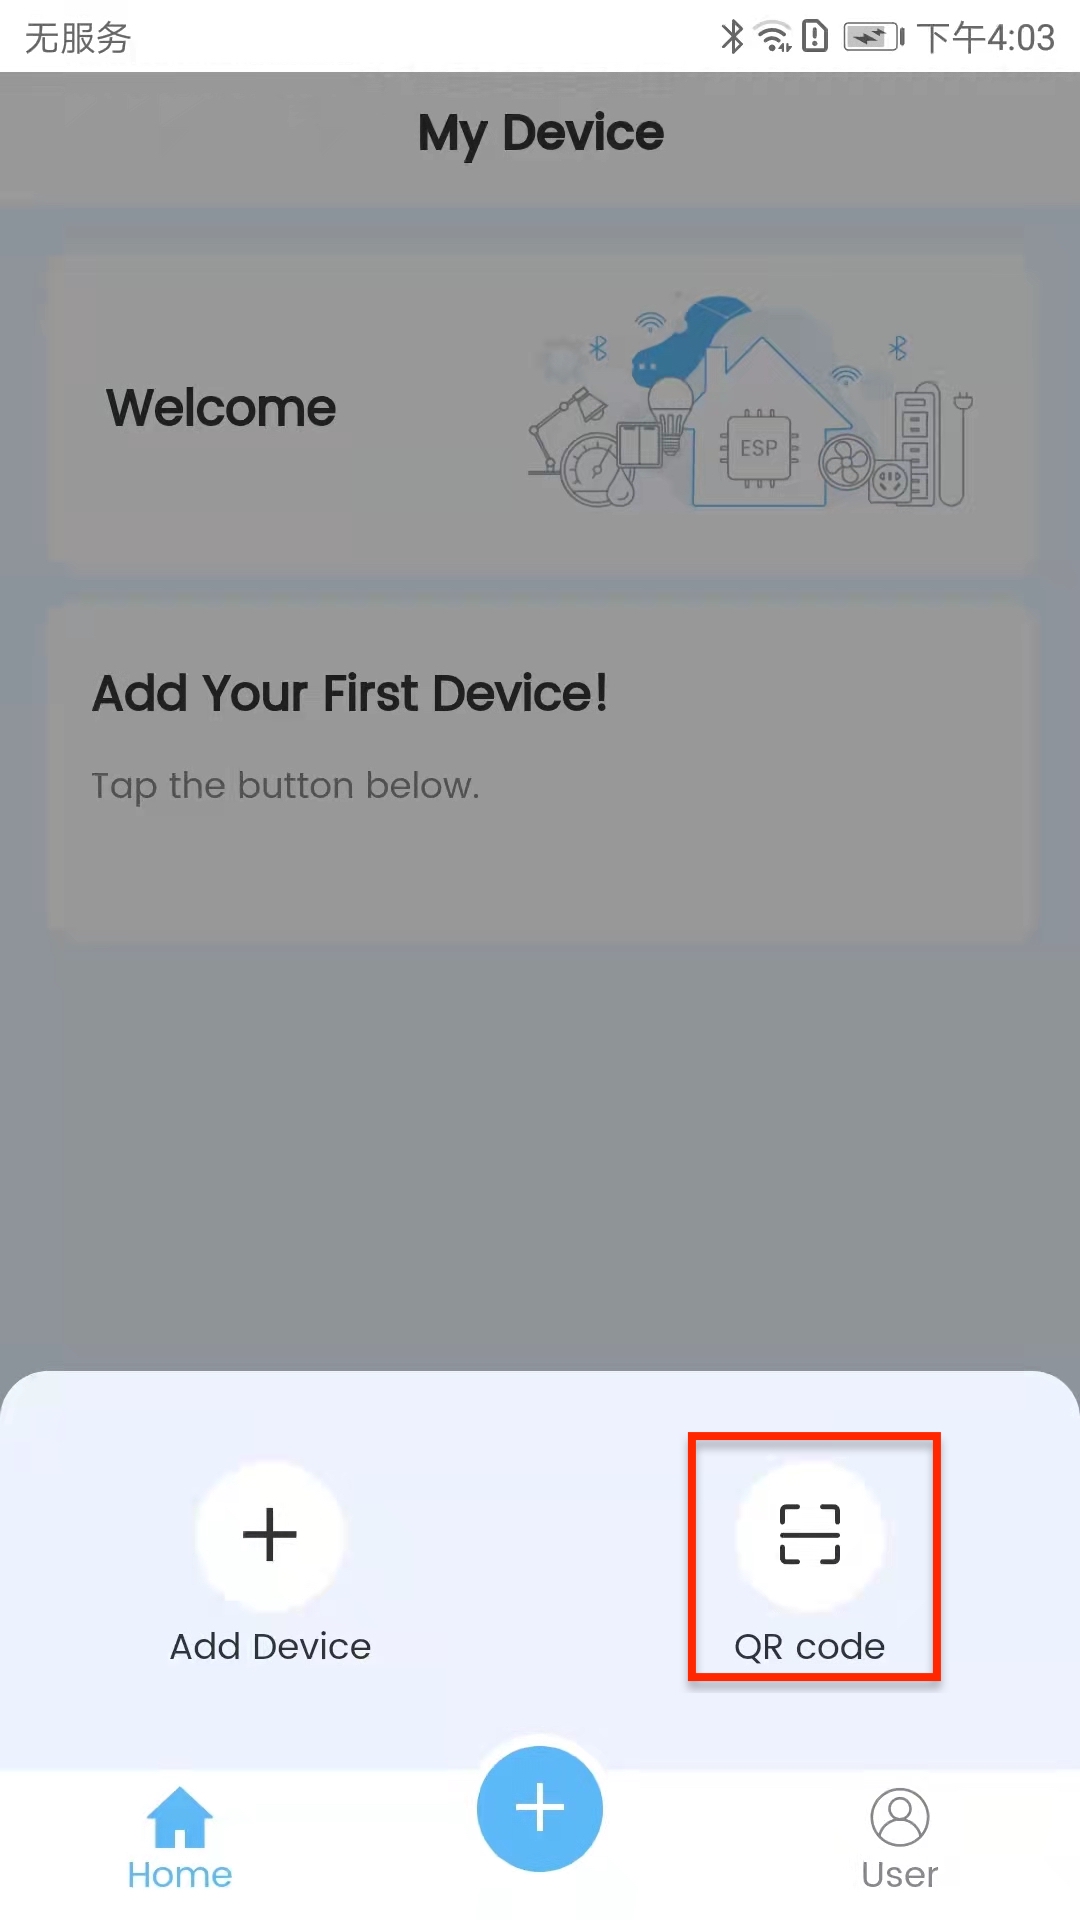 无服务
下午4:03
My Device
Welcome
ESP
Add Your First Device!
Tap the button below.
Add Device
QR code
Home
User